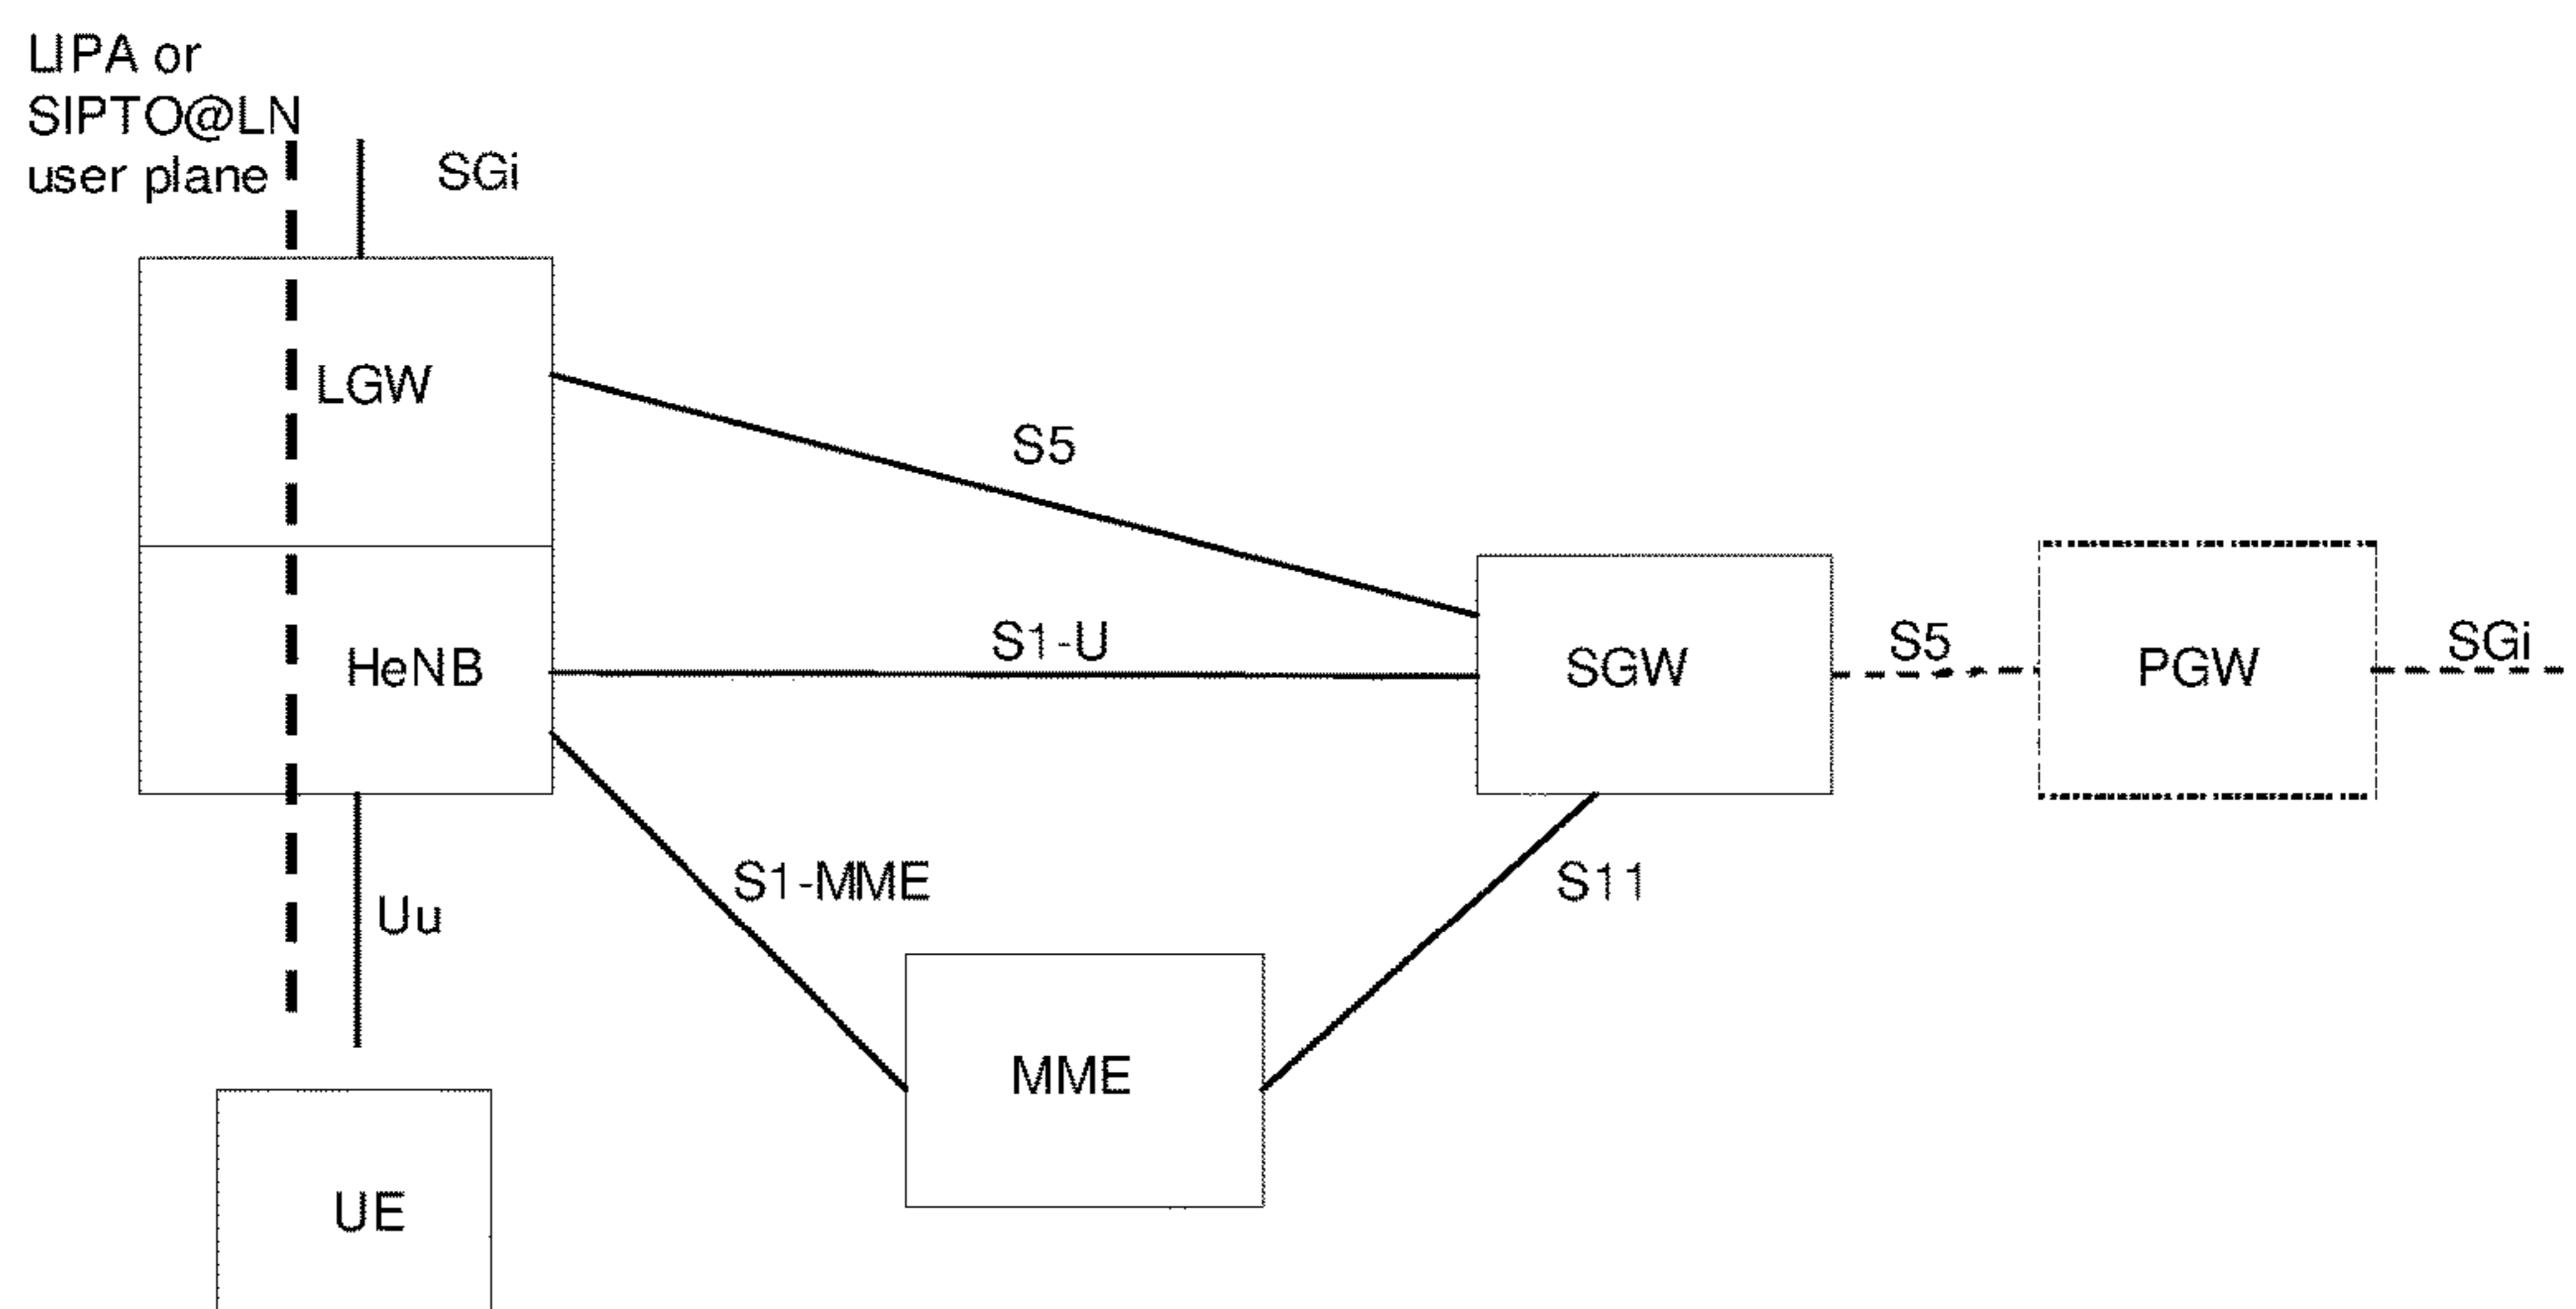 LIPA or
SIPTO@LN
user plane
SGi
LGW
S5
S1-U
HeNB
SGW
S5
PGW
SGi
S1-MME
S11
Uu
MME
UE